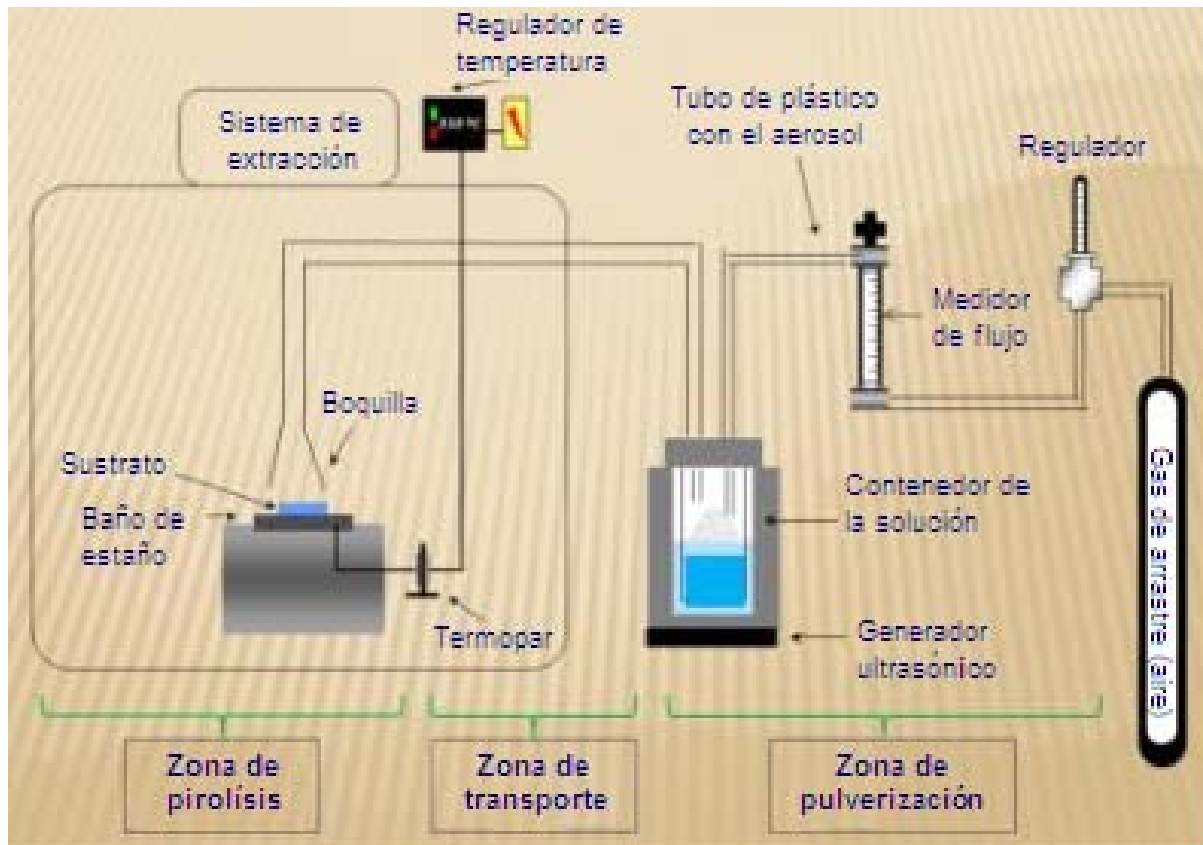 Regulador de
temperatura
Sistema de
extracción
Tubo de plástico
con el aerosol
Regulador
Medidor
de flujo
Boquilla
Sustrato
Baño de
estaño
Contenedor de
la solución
Termopar
Generador
ultrasónico
Gas de arrastre (aire)
Zona de
pirolísis
Zona de
transporte
Zona de
pulverización